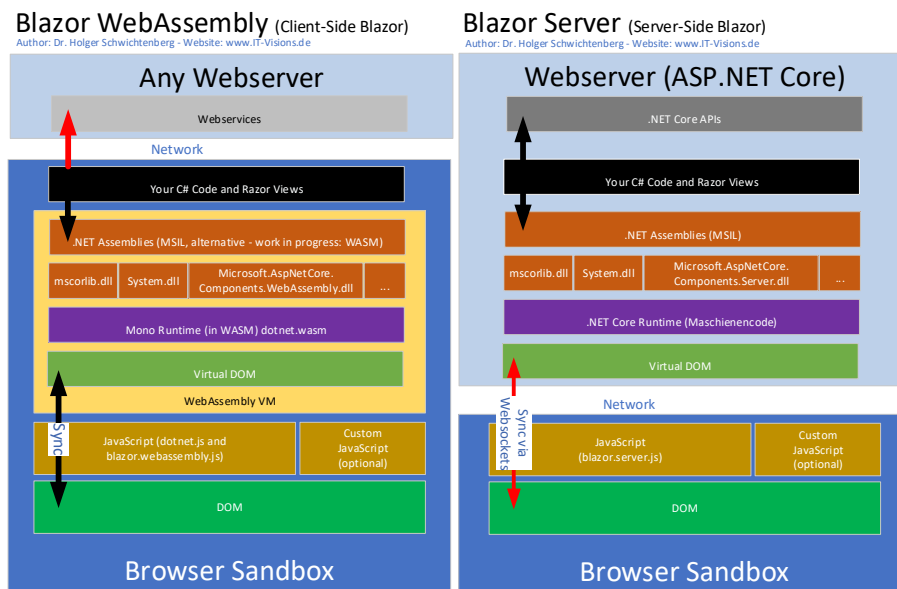 Blazor WebAssembly (Client-Side Blazor)
Author: Dr. Holger Schwichtenberg - Website: www.IT-Visions.de
Any Webserver
Webservices
Network
Your C# Code and Razor Views
.NET Assemblies (MSIL, alternative - work in progress: WASM)
mscorlib.dll
System.dll
Microsoft.AspNetCore.
Components.WebAssembly.dll
...
Mono Runtime (in WASM) dotnet.wasm
Virtual DOM
WebAssembly VM
Sync
JavaScript (dotnet.js and
blazor.webassembly.js)
Custom
JavaScript
(optional)
DOM
Browser Sandbox
Blazor Server (Server-Side Blazor)
Author: Dr. Holger Schwichtenberg - Website: www.IT-Visions.de
Webserver (ASP.NET Core)
.NET Core APIs
Your C# Code and Razor Views
.NET Assemblies (MSIL)
mscorlib.dll
System.dll
Microsoft.AspNetCore.
Components.Server.dll
...
.NET Core Runtime (Maschienencode)
Virtual DOM
Network
Sync via
Websockets
JavaScript
(blazor.server.js)
Custom
JavaScript
(optional)
DOM
Browser Sandbox